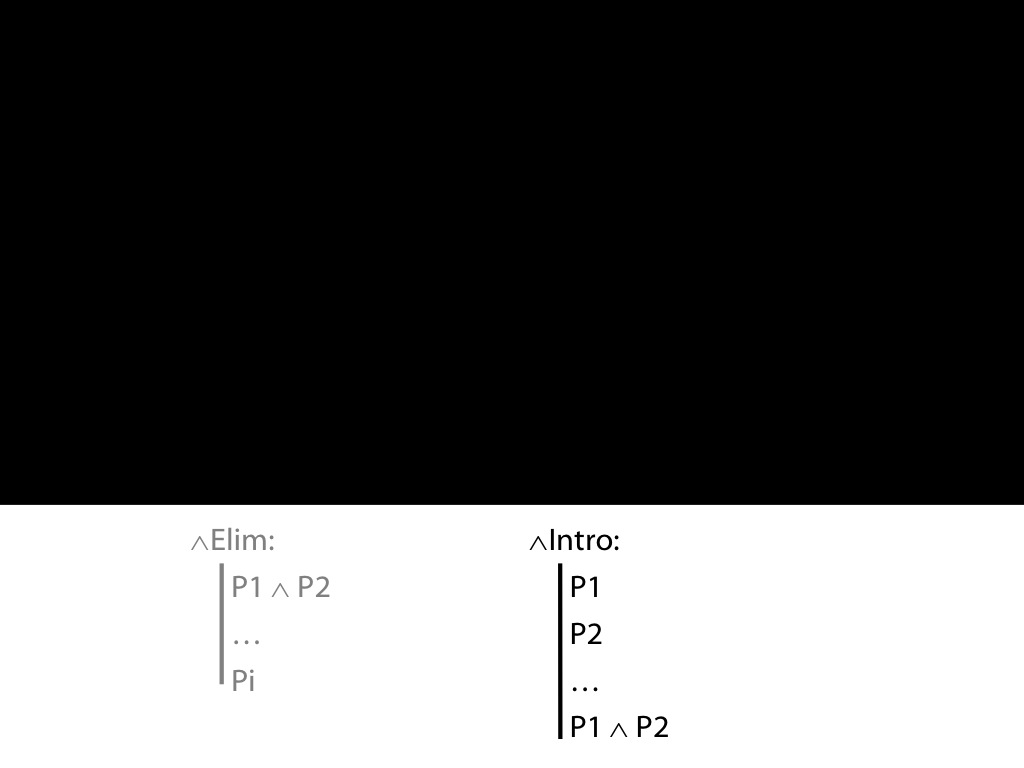 ∧Elim:
P1 ∧ P2
…
Pi
∧Intro:
P1
P2
…
P1 ∧ P2